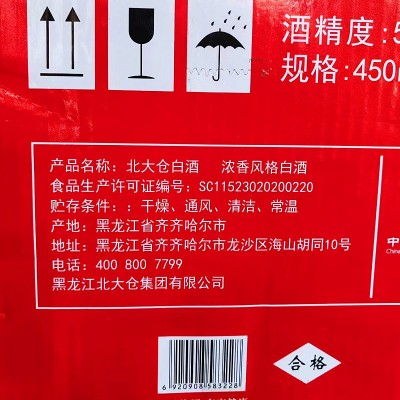 酒精度:5
规格:450
产品名称: 北大仓白酒 浓香风格白酒
食品生产许可证编号: SC11523020200220
贮存条件: : 干燥、通风、清洁、常温
产地: 黑龙江省齐齐哈尔市
地址: 黑龙江省齐齐哈尔市龙沙区海山胡同10号
电话: 400 800 7799
黑龙江北大仓集团有限公司
中
Chine
6 920908 583228
合格